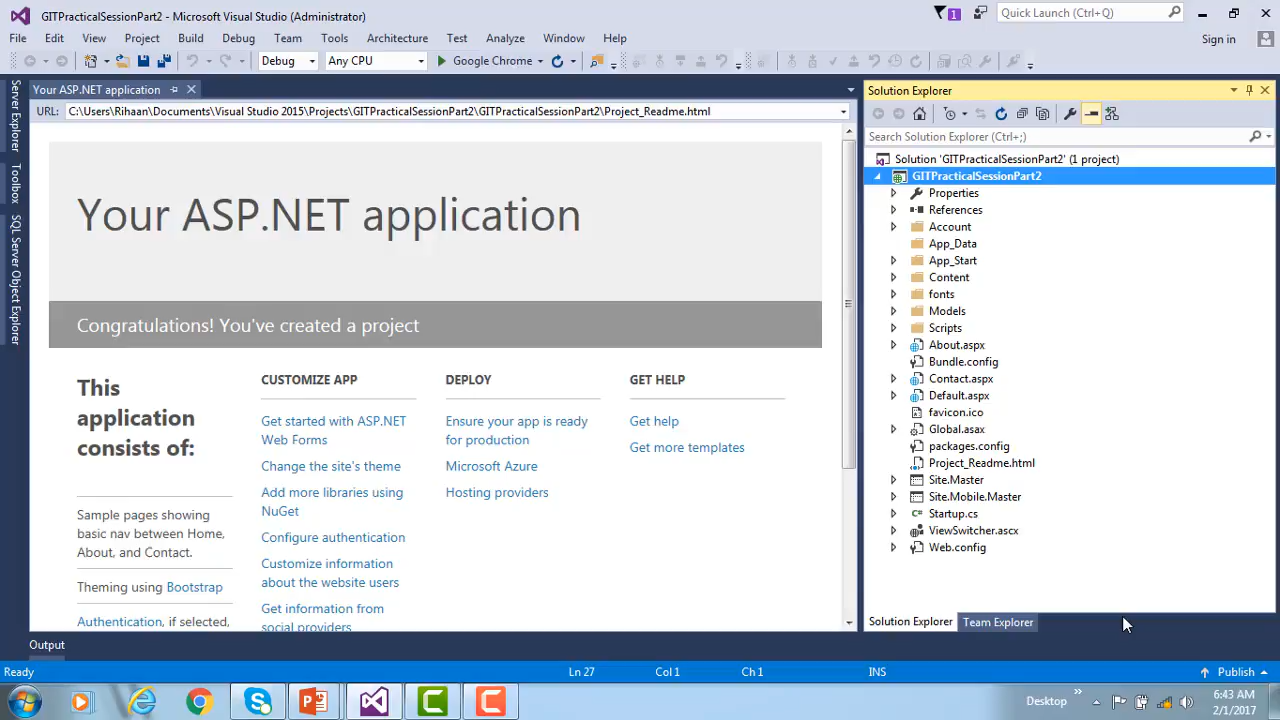 GITPracticalSessionPart2 - Microsoft Visual Studio (Administrator)
1
Quick Launch (Ctrl+Q)
File Edit View Project Build Debug Team Tools Architecture Test Analyze Window Help
Sign in
Debug Any CPU Google Chrome
Server Explorer
Toolbox
SQL Server Object Explorer
Your ASP.NET application
URL: C:\Users\Rihaan\Documents\Visual Studio 2015\Projects\GITPracticalSessionPart2\GITPracticalSessionPart2\Project_Readme.html
Your ASP.NET application
Congratulations! You've created a project
This
application
consists of:
Sample pages showing
basic nav between Home,
About, and Contact.
Theming using Bootstrap
Authentication, if selected,
CUSTOMIZE APP
Get started with ASP.NET
Web Forms
Change the site's theme
Add more libraries using
NuGet
Configure authentication
Customize information
about the website users
Get information from
social providers
DEPLOY
Ensure your app is ready
for production
Microsoft Azure
Hosting providers
GET HELP
Get help
Get more templates
Solution Explorer
Search Solution Explorer (Ctrl+;)
Solution 'GITPracticalSessionPart2' (1 project)
GITPracticalSessionPart2
Properties
References
Account
App_Data
App_Start
Content
fonts
Models
Scripts
About.aspx
Bundle.config
Contact.aspx
Default.aspx
favicon.ico
Global.asax
packages.config
Project_Readme.html
Site.Master
Site.Mobile.Master
Startup.cs
ViewSwitcher.ascx
Web.config
Solution Explorer Team Explorer
Output
Ready Ln 27 Col 1 Ch 1 INS Publish
Desktop
6:43 AM
2/1/2017